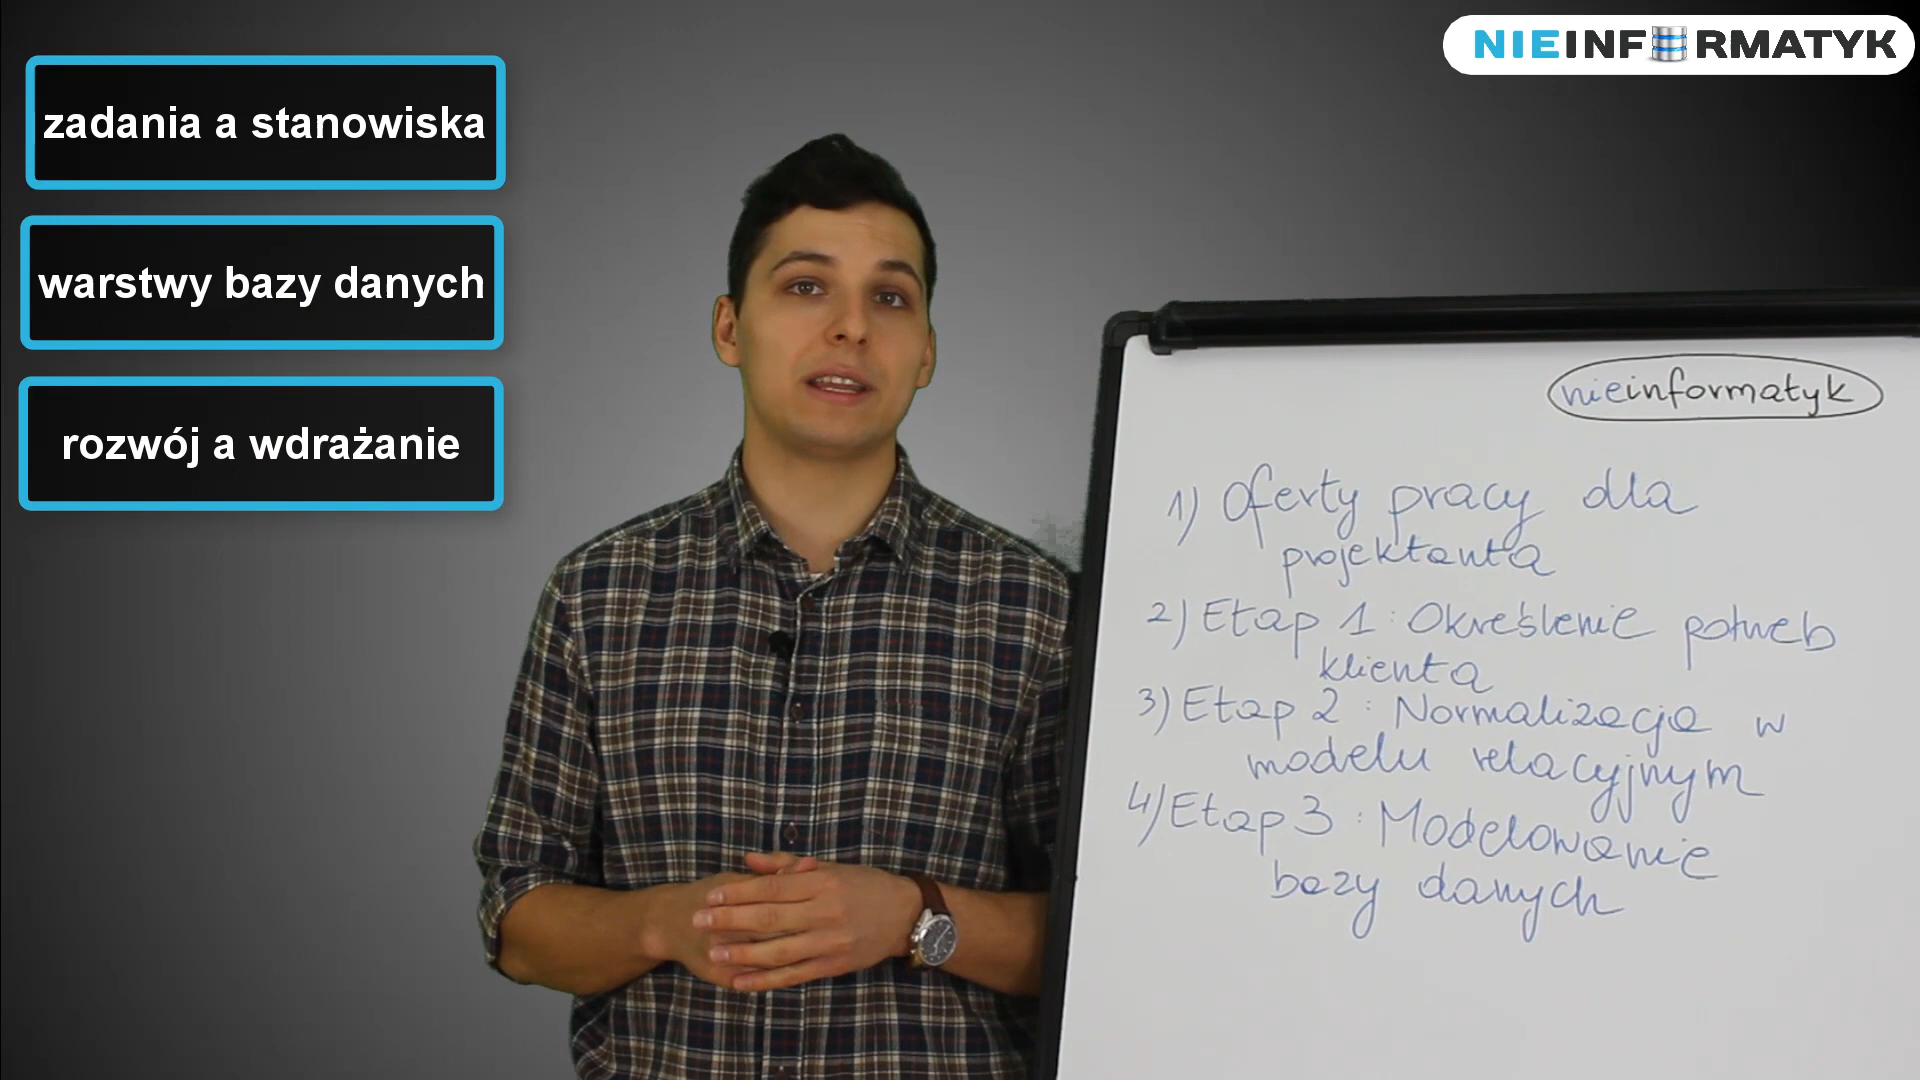 NIEINFORMATYK
zadania a stanowiska
warstwy bazy danych
rozwój a wdrażanie
nieinformatyk
1) Oferty pracy dla
projektanta
2) Etap 1: Określenie potrzeb
klienta
3) Etap 2: Normalizacja w
modelu relacyjnym
4) Etap 3: Modelowanie
bazy danych